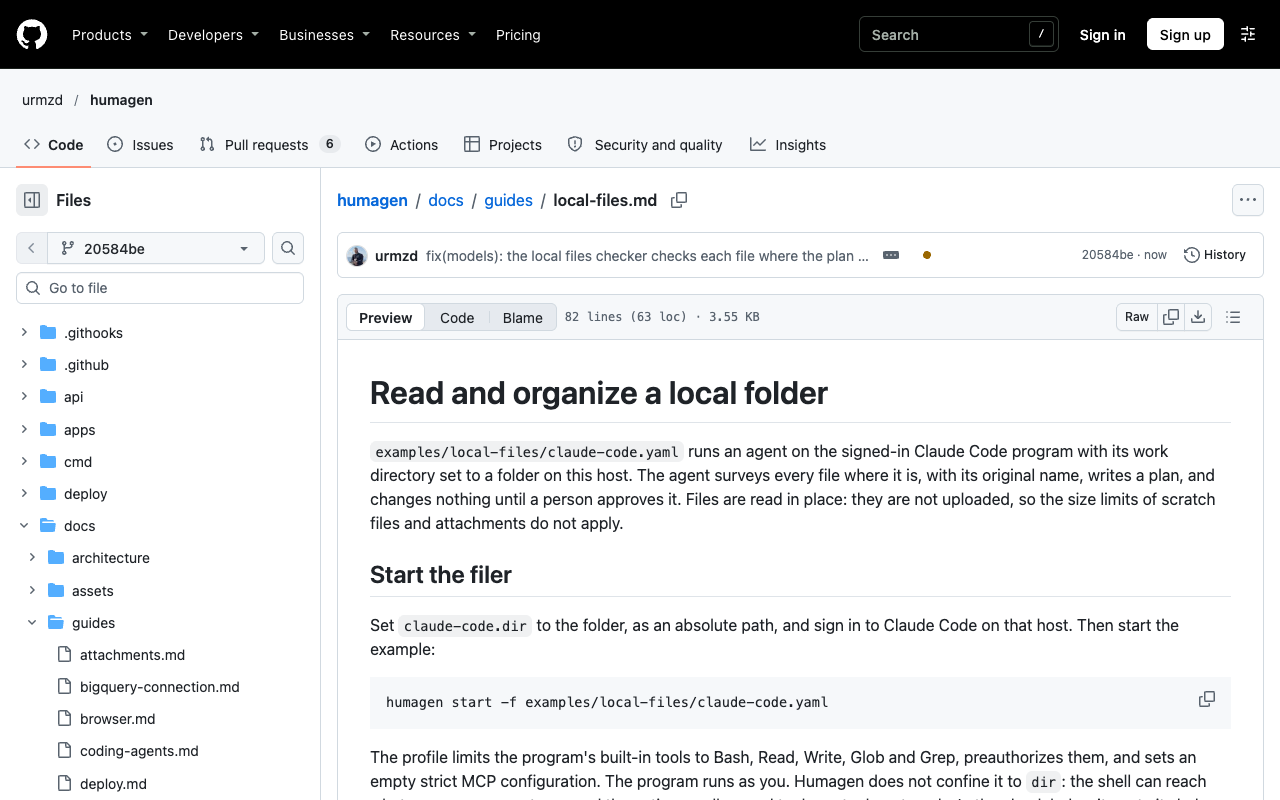 Products
Developers
Businesses
Resources
Pricing
Search
/
Sign in
Sign up
urmzd / humagen
Code
Issues
Pull requests 6
Actions
Projects
Security and quality
Insights
Files
20584be
Go to file
.githooks
.github
api
apps
cmd
deploy
docs
architecture
assets
guides
attachments.md
bigquery-connection.md
browser.md
coding-agents.md
deploy.md
humagen / docs / guides / local-files.md
urmzd fix(models): the local files checker checks each file where the plan …
20584be · now
History
Preview
Code
Blame
82 lines (63 loc) · 3.55 KB
Raw
Read and organize a local folder
examples/local-files/claude-code.yaml runs an agent on the signed-in Claude Code program with its work
directory set to a folder on this host. The agent surveys every file where it is, with its original name, writes a plan, and
changes nothing until a person approves it. Files are read in place: they are not uploaded, so the size limits of scratch
files and attachments do not apply.
Start the filer
Set claude-code.dir to the folder, as an absolute path, and sign in to Claude Code on that host. Then start the
example:
humagen start -f examples/local-files/claude-code.yaml
The profile limits the program's built-in tools to Bash, Read, Write, Glob and Grep, preauthorizes them, and sets an
empty strict MCP configuration. The program runs as you. Humagen does not confine it to dir: the shell can reach